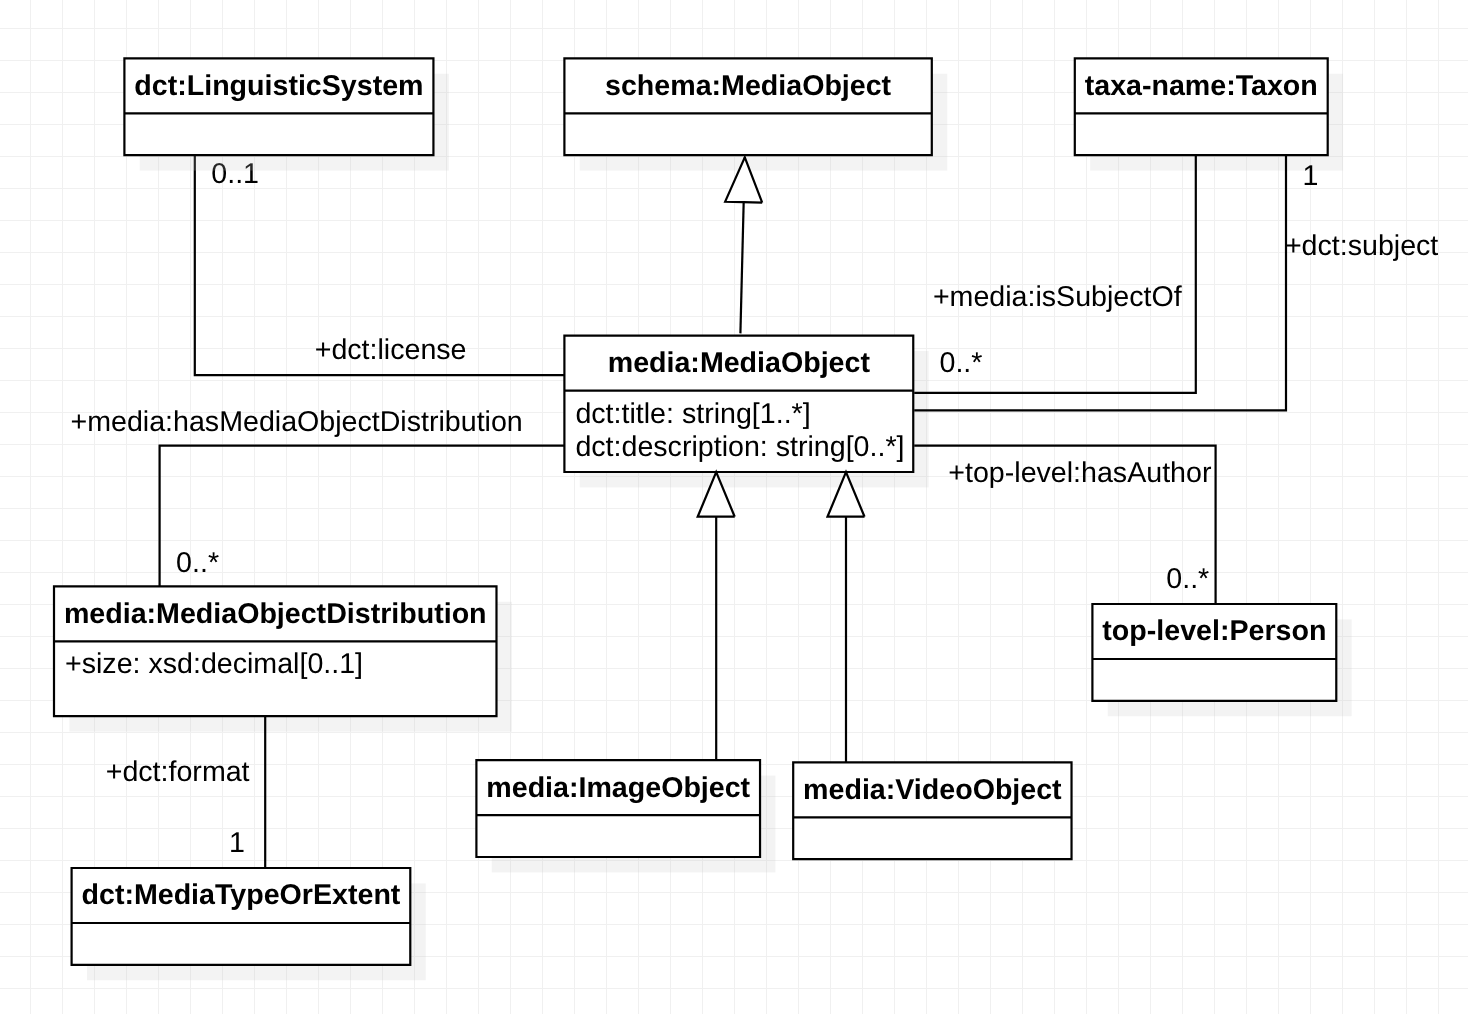 dct:LinguisticSystem
schema:MediaObject
taxa-name:Taxon
0..1
1
+dct:subject
+media:isSubjectOf
+dct:license
media:MediaObject
0..*
dct:title: string[1..*]
dct:description: string[0..*]
+media:hasMediaObjectDistribution
+top-level:hasAuthor
0..*
0..*
media:MediaObjectDistribution
+size: xsd:decimal[0..1]
top-level:Person
+dct:format
media:ImageObject
media:VideoObject
1
dct:MediaTypeOrExtent